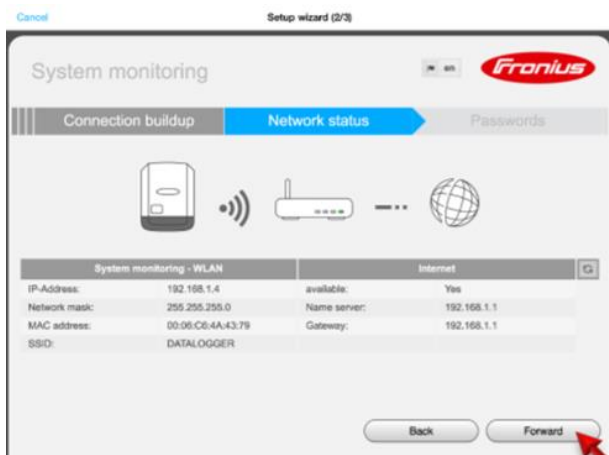 Cancel Setup wizard (2/3)
System monitoring en Fronius
Connection buildup Network status Passwords
System monitoring - WLAN Internet
IP-Address: 192.168.1.4 available: Yes
Network mask: 255.255.255.0 Name server: 192.168.1.1
MAC address: 00:06:C6:4A:43:79 Gateway: 192.168.1.1
SSID: DATALOGGER
Back Forward